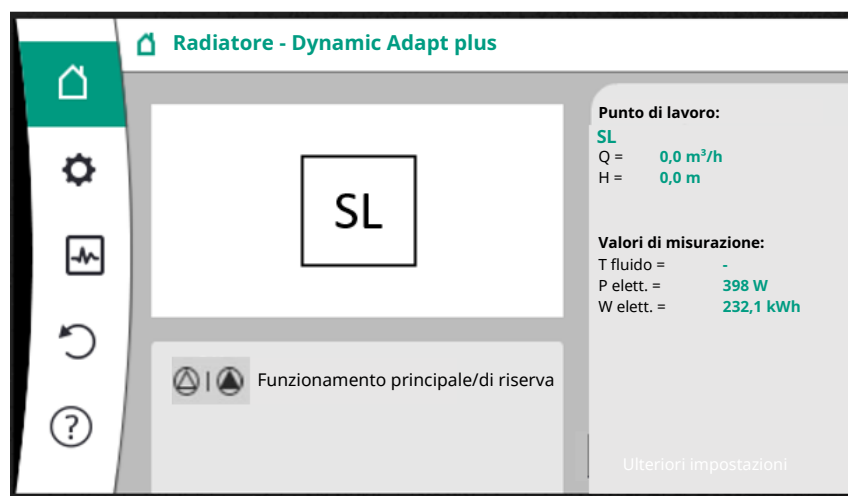 Radiatore - Dynamic Adapt plus
SL
Funzionamento principale/di riserva
Punto di lavoro:
SL
Q = 0,0 m³/h
H = 0,0 m
Valori di misurazione:
T fluido = -
P elett. = 398 W
W elett. = 232,1 kWh
Ulteriori impostazioni